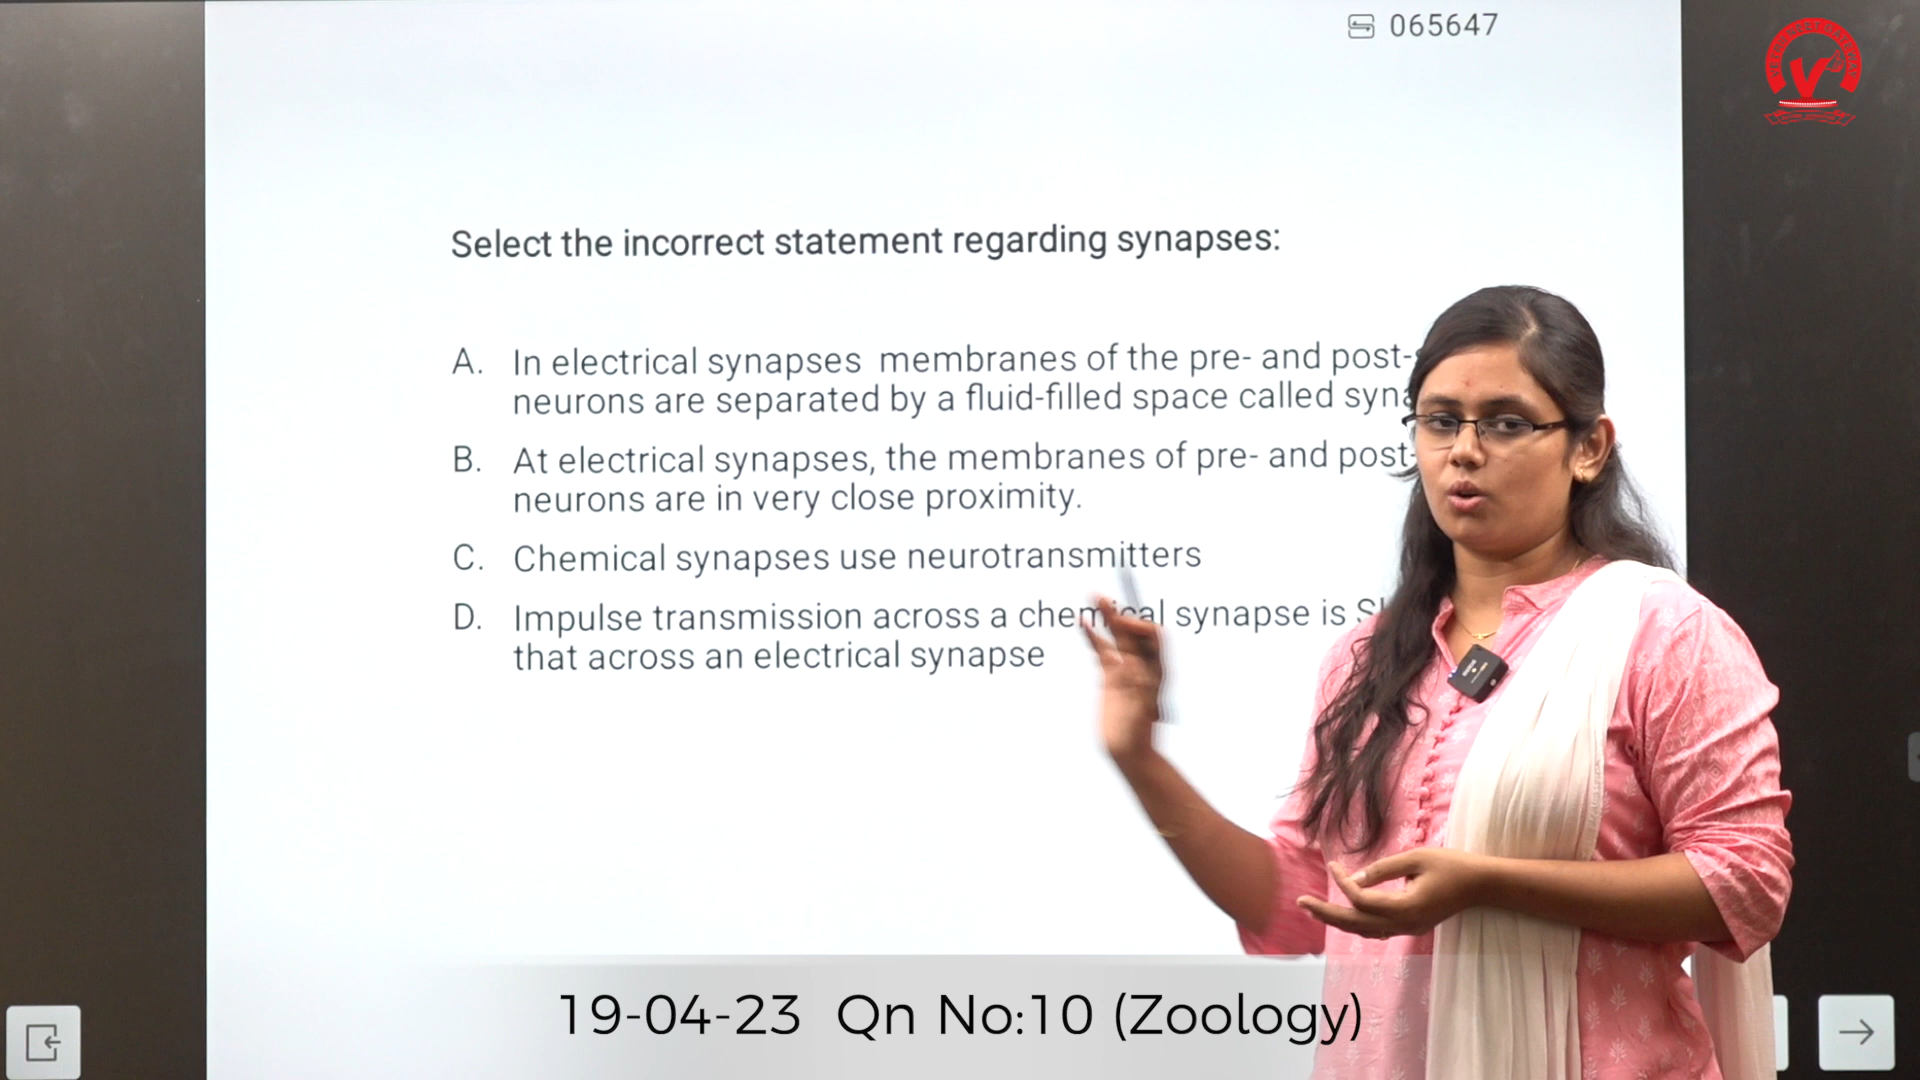 065647
Select the incorrect statement regarding synapses:
A. In electrical synapses membranes of the pre- and post-
neurons are separated by a fluid-filled space called
B. At electrical synapses, the membranes of pre- and post-
neurons are in very close proximity.
C. Chemical synapses use neurotransmitters
D. Impulse transmission across a chemical synapse is
that across an electrical synapse
19-04-23 Qn No:10 (Zoology)